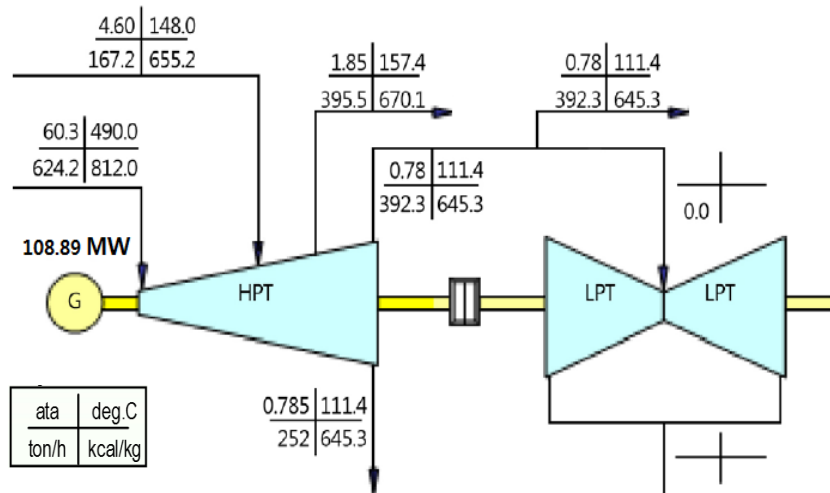 4.60 148.0
167.2 655.2
1.85 157.4
395.5 670.1
0.78 111.4
392.3 645.3
60.3 490.0
624.2 812.0
0.78 111.4
392.3 645.3
0.0
108.89 MW
G
HPT
LPT
LPT
0.785 111.4
252 645.3
ata deg.C
ton/h kcal/kg